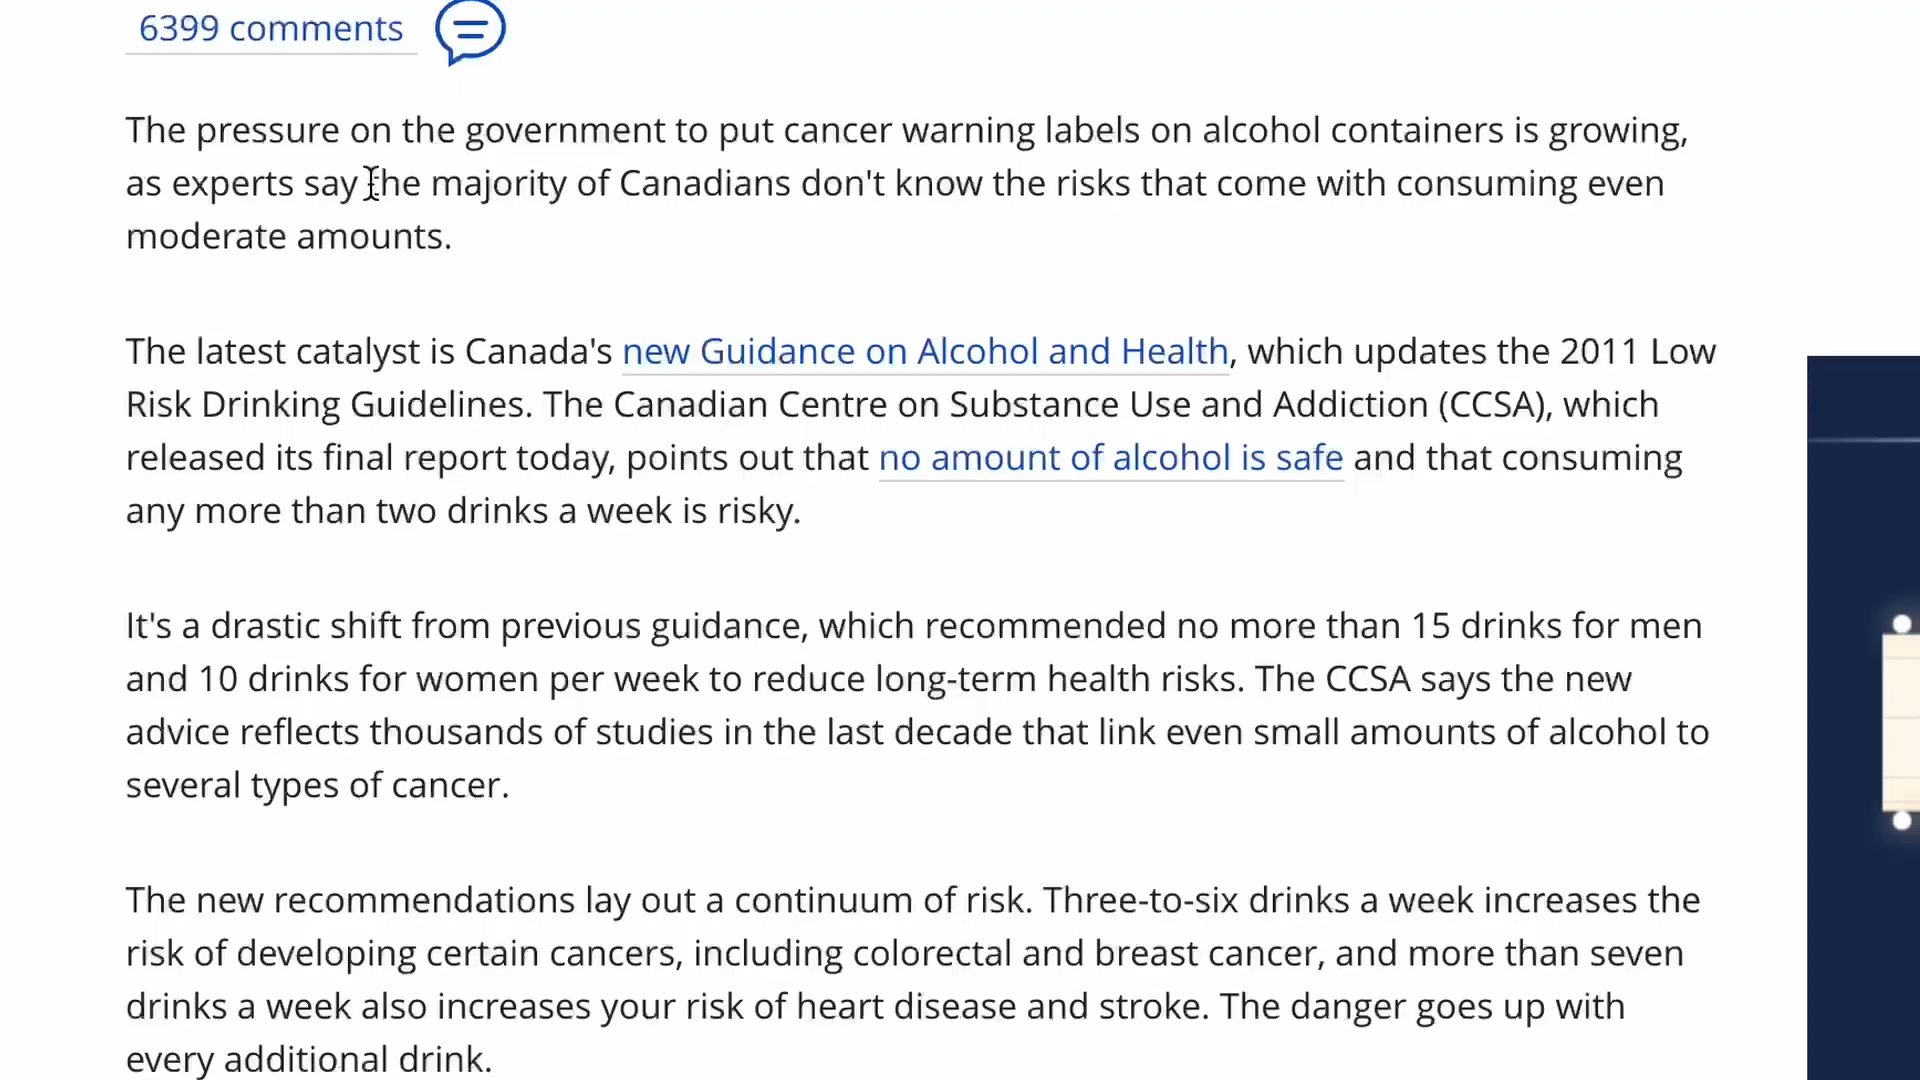 6399 comments
The pressure on the government to put cancer warning labels on alcohol containers is growing,
as experts say the majority of Canadians don't know the risks that come with consuming even
moderate amounts.
The latest catalyst is Canada's new Guidance on Alcohol and Health, which updates the 2011 Low
Risk Drinking Guidelines. The Canadian Centre on Substance Use and Addiction (CCSA), which
released its final report today, points out that no amount of alcohol is safe and that consuming
any more than two drinks a week is risky.
It's a drastic shift from previous guidance, which recommended no more than 15 drinks for men
and 10 drinks for women per week to reduce long-term health risks. The CCSA says the new
advice reflects thousands of studies in the last decade that link even small amounts of alcohol to
several types of cancer.
The new recommendations lay out a continuum of risk. Three-to-six drinks a week increases the
risk of developing certain cancers, including colorectal and breast cancer, and more than seven
drinks a week also increases your risk of heart disease and stroke. The danger goes up with
every additional drink.